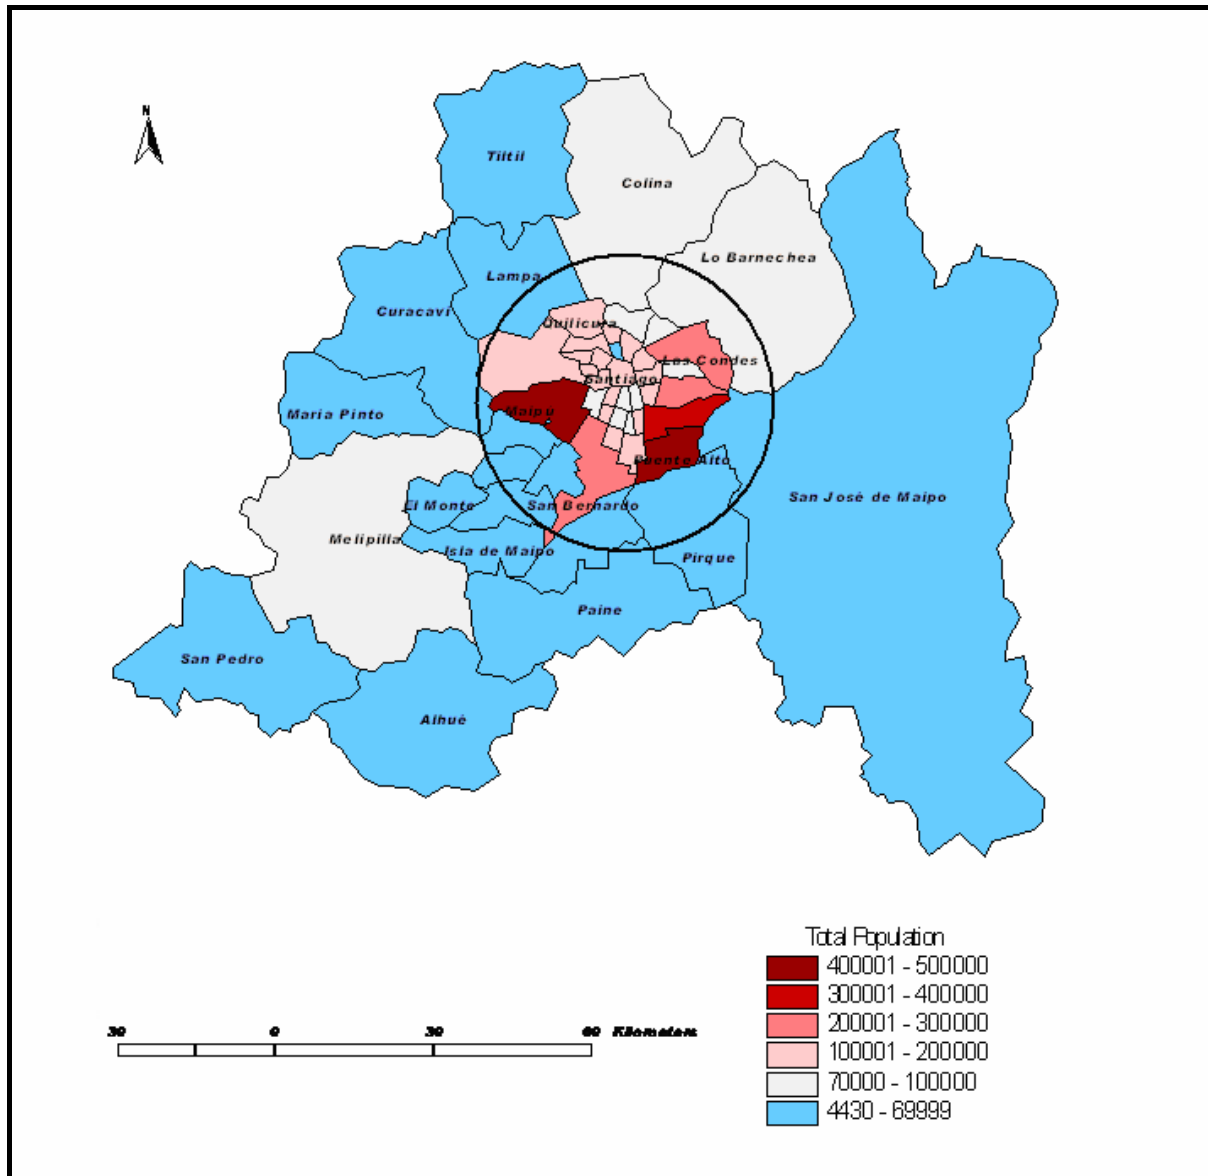 N
Tiltil
Colina
Lo Barnechea
Lampa
Curacaví
Quilicura
Las Condes
Santiago
Maipú
María Pinto
Puente Alto
San José de Maipo
El Monte
San Bernardo
Melipilla
Isla de Maipo
Pirque
Paine
San Pedro
Alhué
Total Population
400001 - 500000
300001 - 400000
200001 - 300000
100001 - 200000
70000 - 100000
4430 - 69999
30 0 30 60 Kilometers